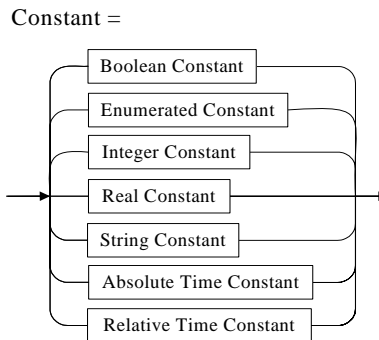 Constant =
Boolean Constant
Enumerated Constant
Integer Constant
Real Constant
String Constant
Absolute Time Constant
Relative Time Constant